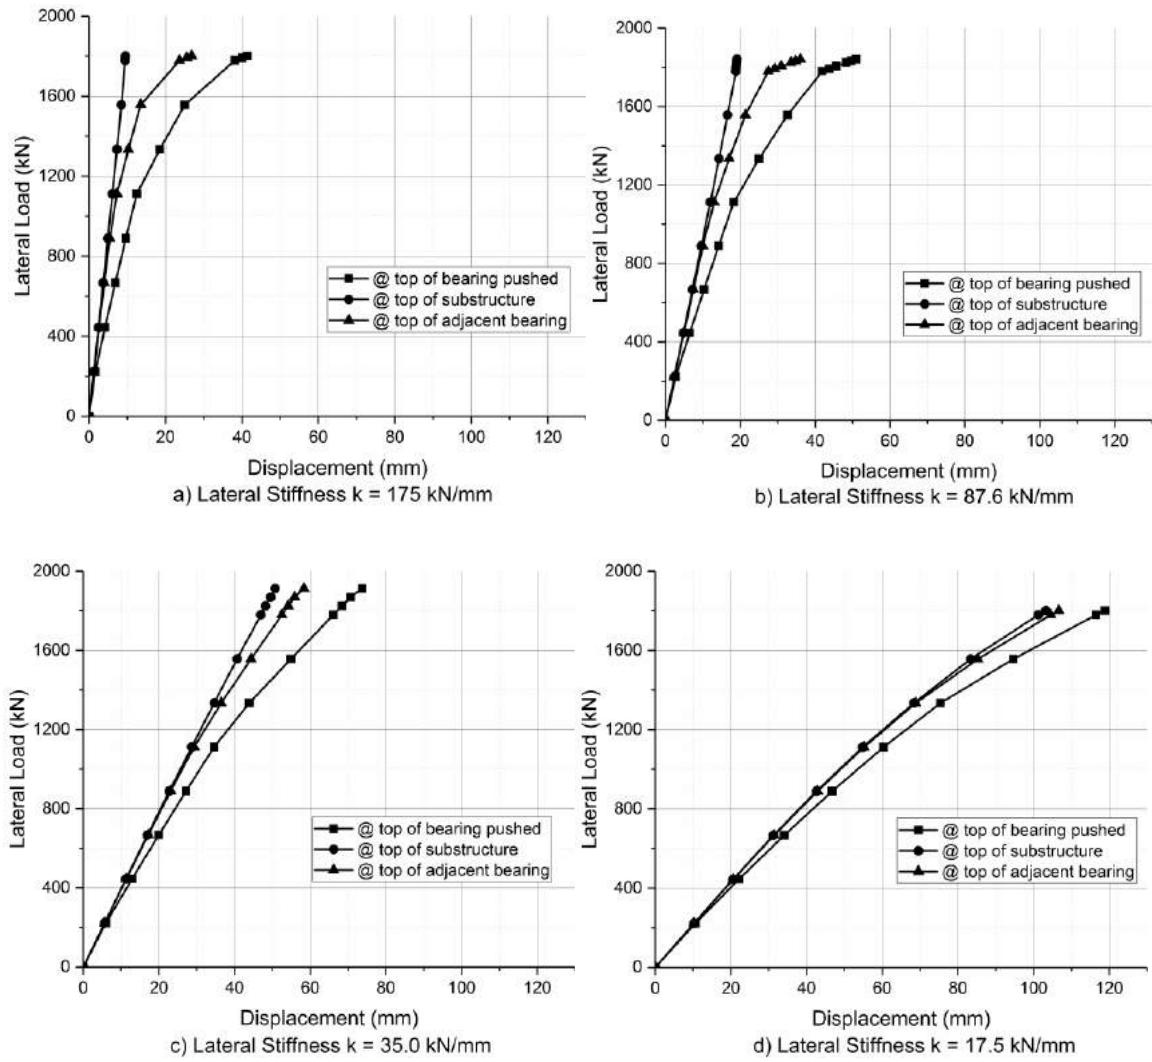 2000
1600
1200
800
400
0
Lateral Load (kN)
@ top of bearing pushed
@ top of substructure
@ top of adjacent bearing
0 20 40 60 80 100 120
Displacement (mm)
a) Lateral Stiffness k = 175 kN/mm
2000
1600
1200
800
400
0
Lateral Load (kN)
@ top of bearing pushed
@ top of substructure
@ top of adjacent bearing
0 20 40 60 80 100 120
Displacement (mm)
b) Lateral Stiffness k = 87.6 kN/mm
2000
1600
1200
800
400
0
Lateral Load (kN)
@ top of bearing pushed
@ top of substructure
@ top of adjacent bearing
0 20 40 60 80 100 120
Displacement (mm)
c) Lateral Stiffness k = 35.0 kN/mm
2000
1600
1200
800
400
0
Lateral Load (kN)
@ top of bearing pushed
@ top of substructure
@ top of adjacent bearing
0 20 40 60 80 100 120
Displacement (mm)
d) Lateral Stiffness k = 17.5 kN/mm